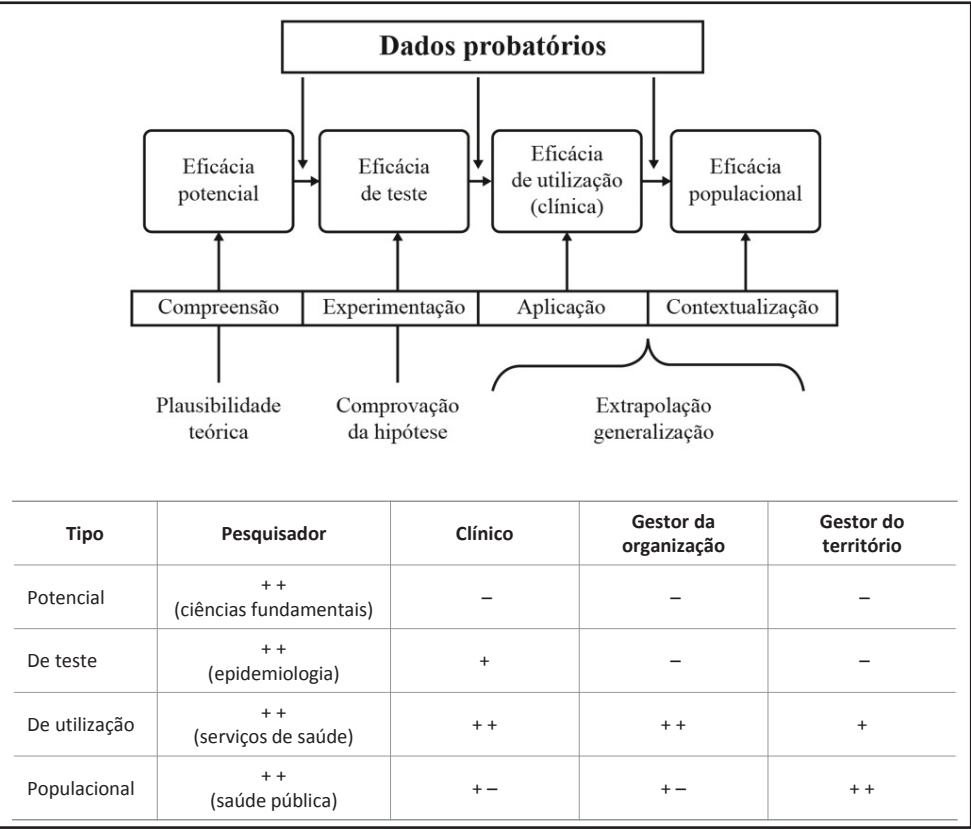 Dados probatórios
Eficácia
potencial
Eficácia
de teste
Eficácia
de utilização
(clínica)
Eficácia
populacional
Compreensão
Experimentação
Aplicação
Contextualização
Plausibilidade
teórica
Comprovação
da hipótese
Extrapolação
generalização
Tipo
Pesquisador
Clínico
Gestor da
organização
Gestor do
território
Potencial
+ +
(ciências fundamentais)
–
–
–
De teste
+ +
(epidemiologia)
+
–
–
De utilização
+ +
(serviços de saúde)
+ +
+ +
+
Populacional
+ +
(saúde pública)
+ –
+ –
+ +